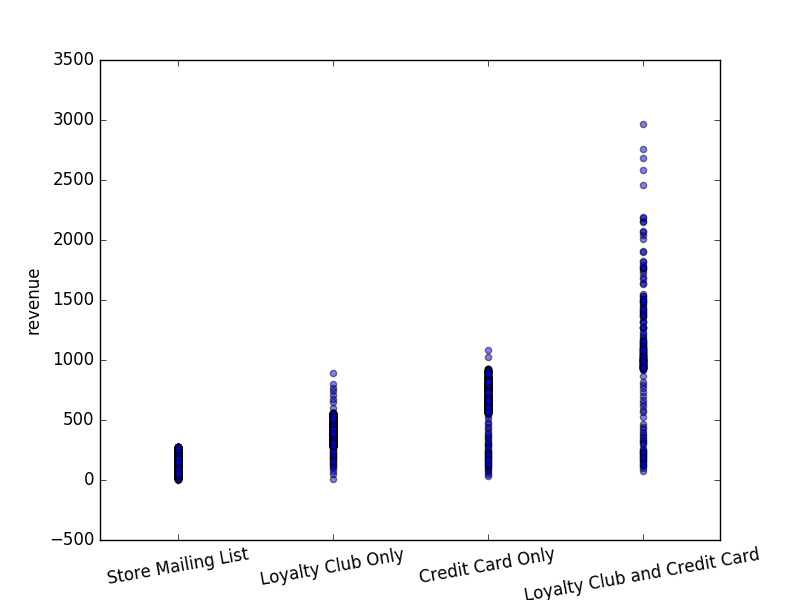 3500
3000
2500
2000
1500
1000
500
0
−500
revenue
Store Mailing List
Loyalty Club Only
Credit Card Only
Loyalty Club and Credit Card